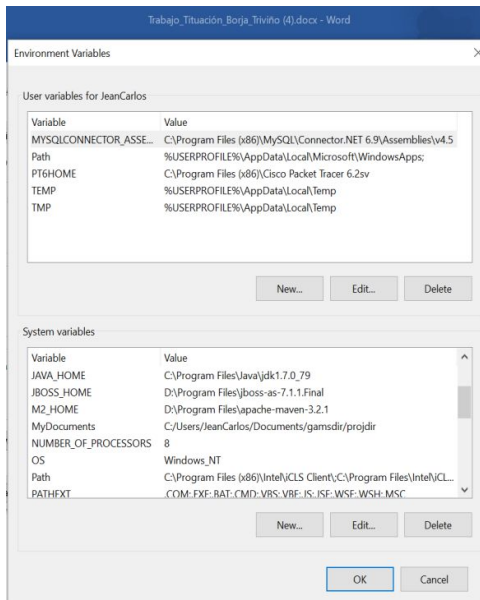 Trabajo_Tituación_Borja_Triviño (4).docx - Word
Environment Variables
User variables for JeanCarlos
Variable Value
MYSQLCONNECTOR_ASSE... C:\Program Files (x86)\MySQL\Connector.NET 6.9\Assemblies\v4.5
Path %USERPROFILE%\AppData\Local\Microsoft\WindowsApps;
PT6HOME C:\Program Files (x86)\Cisco Packet Tracer 6.2sv
TEMP %USERPROFILE%\AppData\Local\Temp
TMP %USERPROFILE%\AppData\Local\Temp
New... Edit... Delete
System variables
Variable Value
JAVA_HOME C:\Program Files\Java\jdk1.7.0_79
JBOSS_HOME D:\Program Files\jboss-as-7.1.1.Final
M2_HOME D:\Program Files\apache-maven-3.2.1
MyDocuments C:/Users/JeanCarlos/Documents/gamsdir/projdir
NUMBER_OF_PROCESSORS 8
OS Windows_NT
Path C:\Program Files (x86)\Intel\iCLS Client\;C:\Program Files\Intel\iCL...
PATHEXT .COM;.EXE;.BAT;.CMD;.VBS;.VBE;.JS;.JSE;.WSF;.WSH;.MSC
New... Edit... Delete
OK Cancel